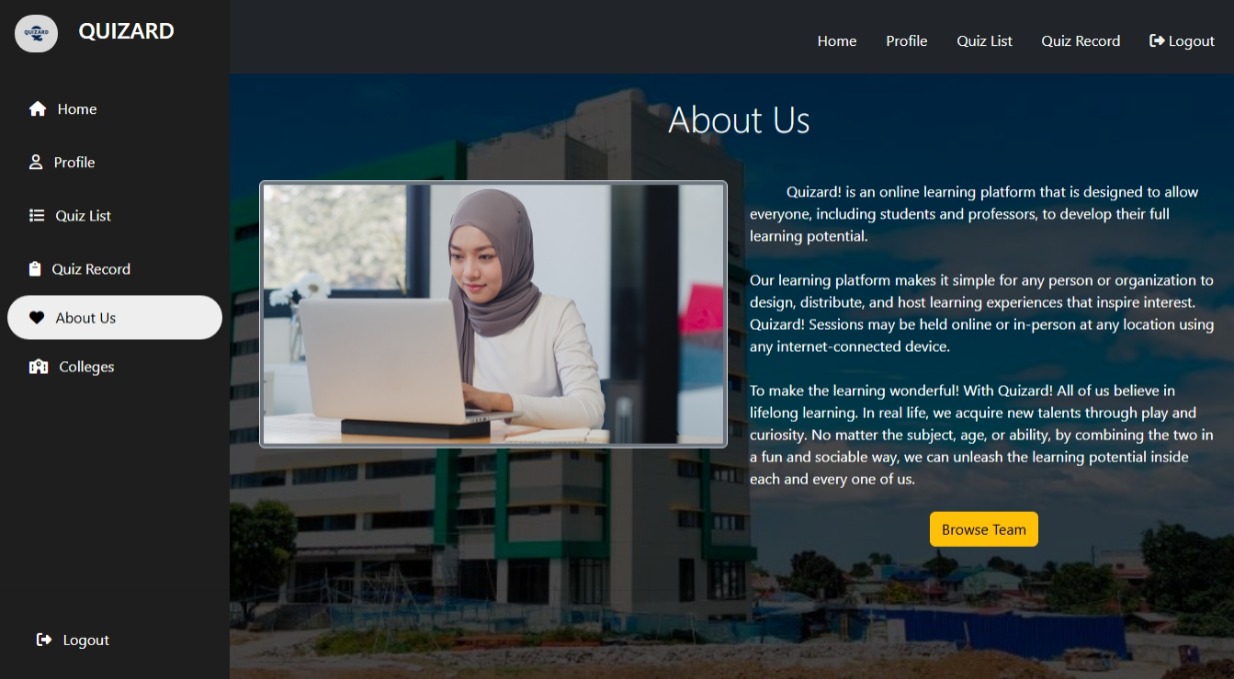 QUIZARD
QUIZARD
Home
Profile
Quiz List
Quiz Record
About Us
Colleges
Logout
Home
Profile
Quiz List
Quiz Record
Logout
About Us
Quizard! is an online learning platform that is designed to allow
everyone, including students and professors, to develop their full
learning potential.
Our learning platform makes it simple for any person or organization to
design, distribute, and host learning experiences that inspire interest.
Quizard! Sessions may be held online or in-person at any location using
any internet-connected device.
To make the learning wonderful! With Quizard! All of us believe in
lifelong learning. In real life, we acquire new talents through play and
curiosity. No matter the subject, age, or ability, by combining the two in
a fun and sociable way, we can unleash the learning potential inside
each and every one of us.
Browse Team